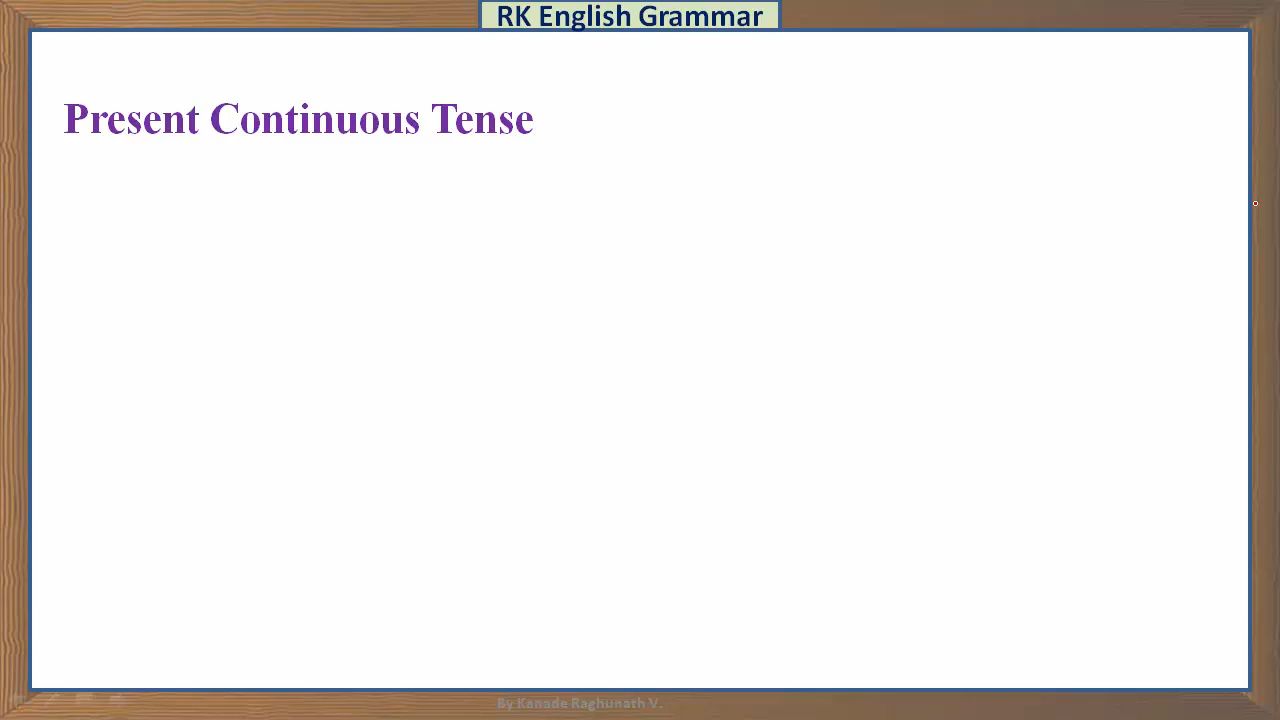 RK English Grammar
Present Continuous Tense
By Kanade Raghunath V.